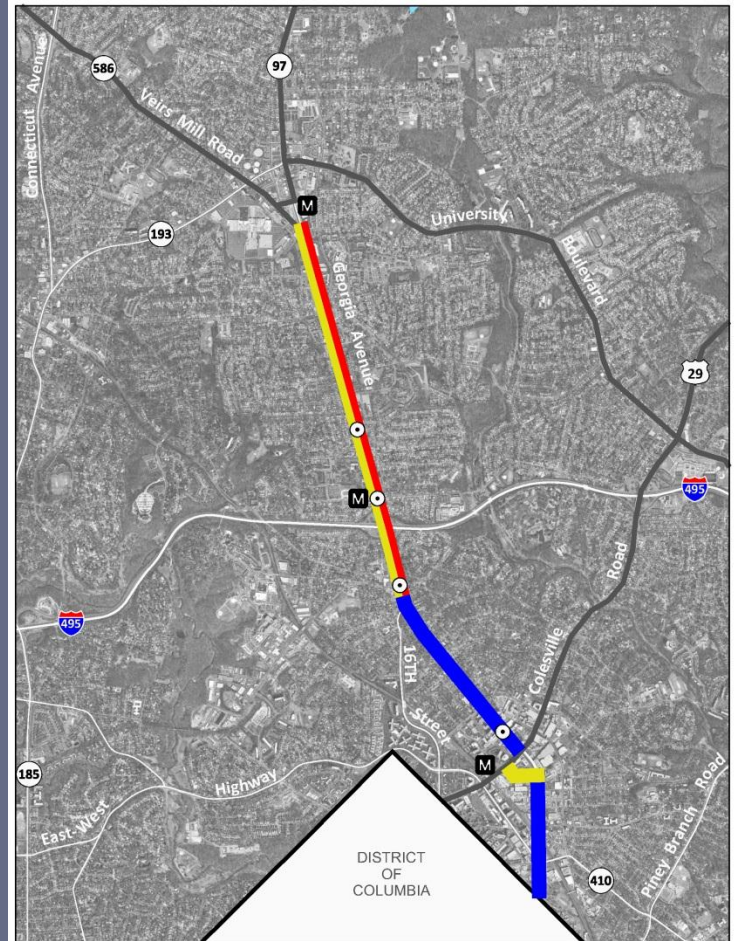 586
97
Connecticut Avenue
Veirs Mill Road
M
193
University
Boulevard
Georgia Avenue
29
M
495
Road
495
Colesville
16TH
Street
M
185
Highway
East-West
Piney Branch Road
DISTRICT
OF
COLUMBIA
410